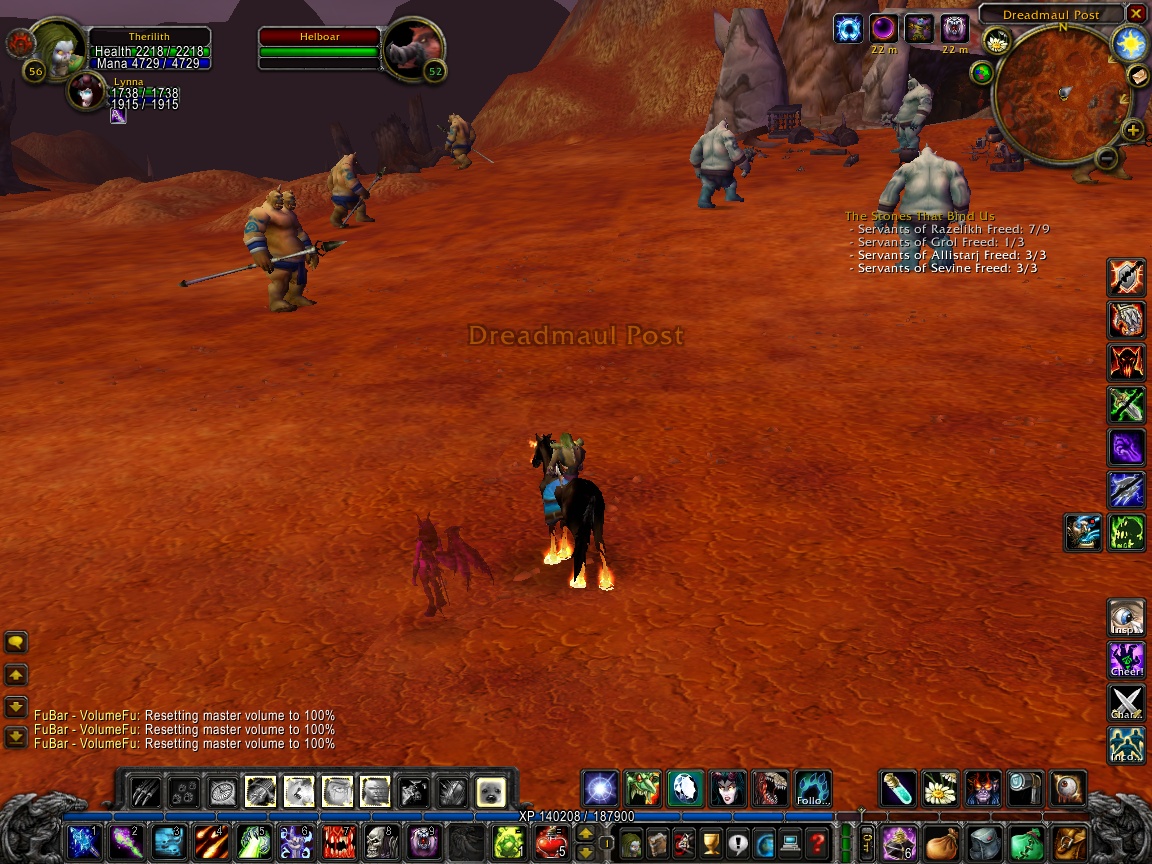 Therilith
Health 2218 / 2218
Mana 4729 / 4729
56
Lynna
1738 / 1738
1915 / 1915
Helboar
52
22 m
22 m
Dreadmaul Post
N
The Stones That Bind Us
- Servants of Razelikh Freed: 7/9
- Servants of Grol Freed: 1/3
- Servants of Allistarj Freed: 3/3
- Servants of Sevine Freed: 3/3
Dreadmaul Post
Insp...
Cheer!
Char...
FuBar - VolumeFu: Resetting master volume to 100%
FuBar - VolumeFu: Resetting master volume to 100%
FuBar - VolumeFu: Resetting master volume to 100%
Follo...
XP 140208 / 187900
1
2
3
4
5
6
7
8
9
1
5
1
6